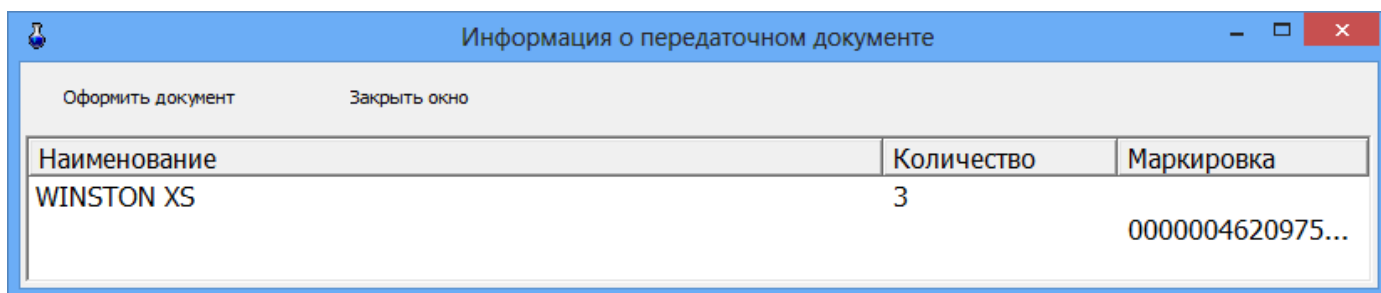 Информация о передаточном документе
Оформить документ Закрыть окно
Наименование Количество Маркировка
WINSTON XS 3
0000004620975...